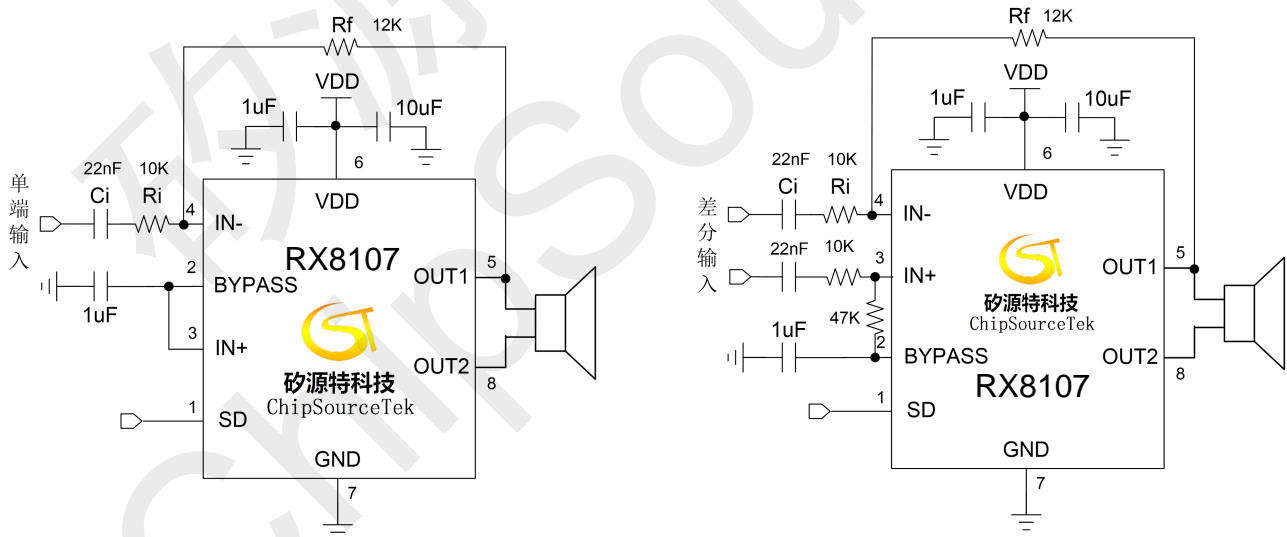 Rf 12K
VDD
1uF
10uF
6
22nF 10K
Ci Ri
单端输入
4
IN-
VDD
RX8107
2
BYPASS
1uF
3
IN+
OUT1
5
矽源特科技
ChipSourceTek
OUT2
8
1
SD
GND
7
Rf 12K
VDD
1uF
10uF
6
22nF 10K
Ci Ri
差分输入
4
IN-
VDD
22nF 10K
3
IN+
OUT1
5
47K
矽源特科技
ChipSourceTek
1uF
2
BYPASS
OUT2
8
RX8107
1
SD
GND
7